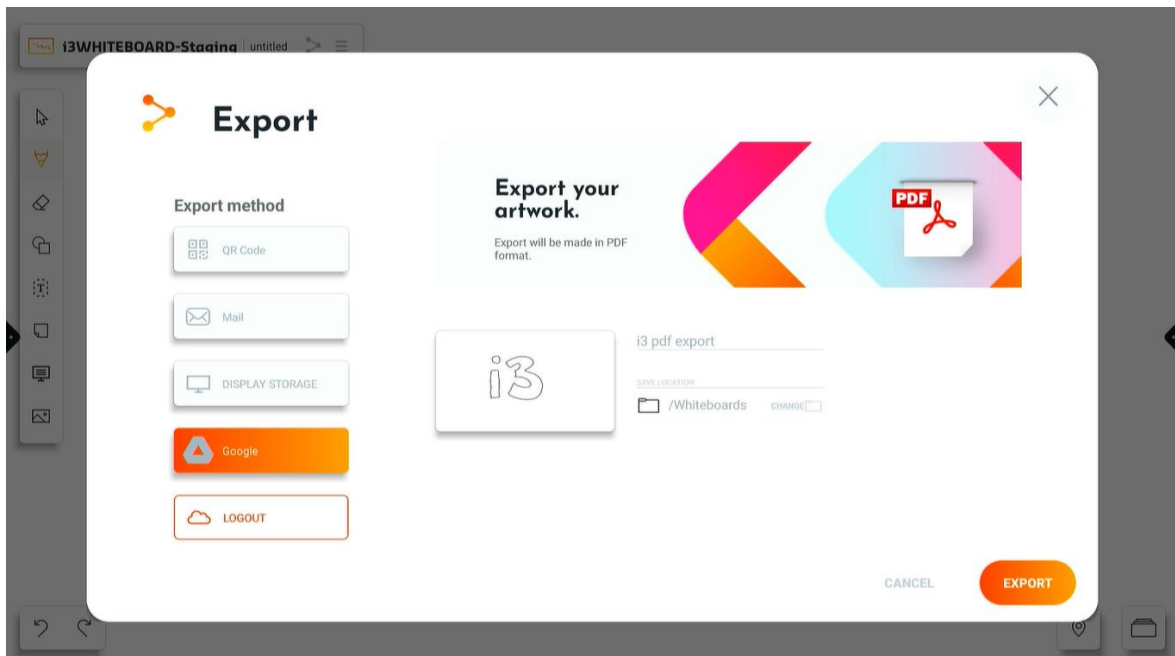 i3WHITEBOARD-Staging untitled
Export
Export method
QR Code
Mail
DISPLAY STORAGE
Google
LOGOUT
Export your
artwork.
Export will be made in PDF
format.
PDF
i3
i3 pdf export
SAVE LOCATION
/Whiteboards CHANGE
CANCEL
EXPORT
T